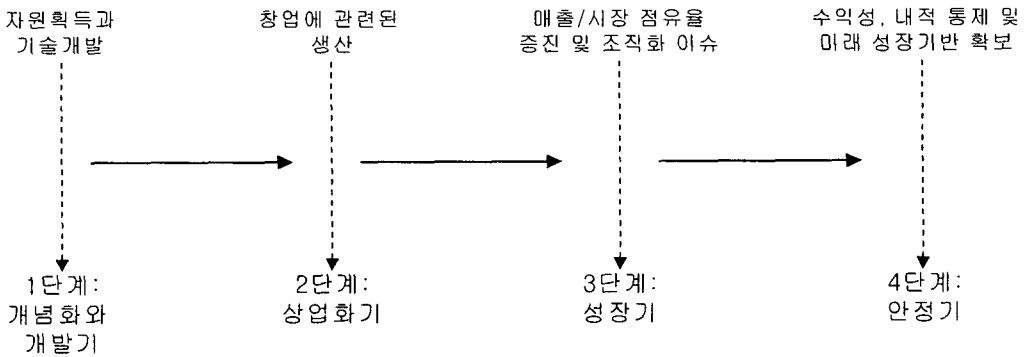 자원획득과
기술개발
창업에 관련된
생산
매출/시장 점유율
증진 및 조직화 이슈
수익성, 내적 통제 및
미래 성장기반 확보
1단계:
개념화와
개발기
2단계:
상업화기
3단계:
성장기
4단계:
안정기